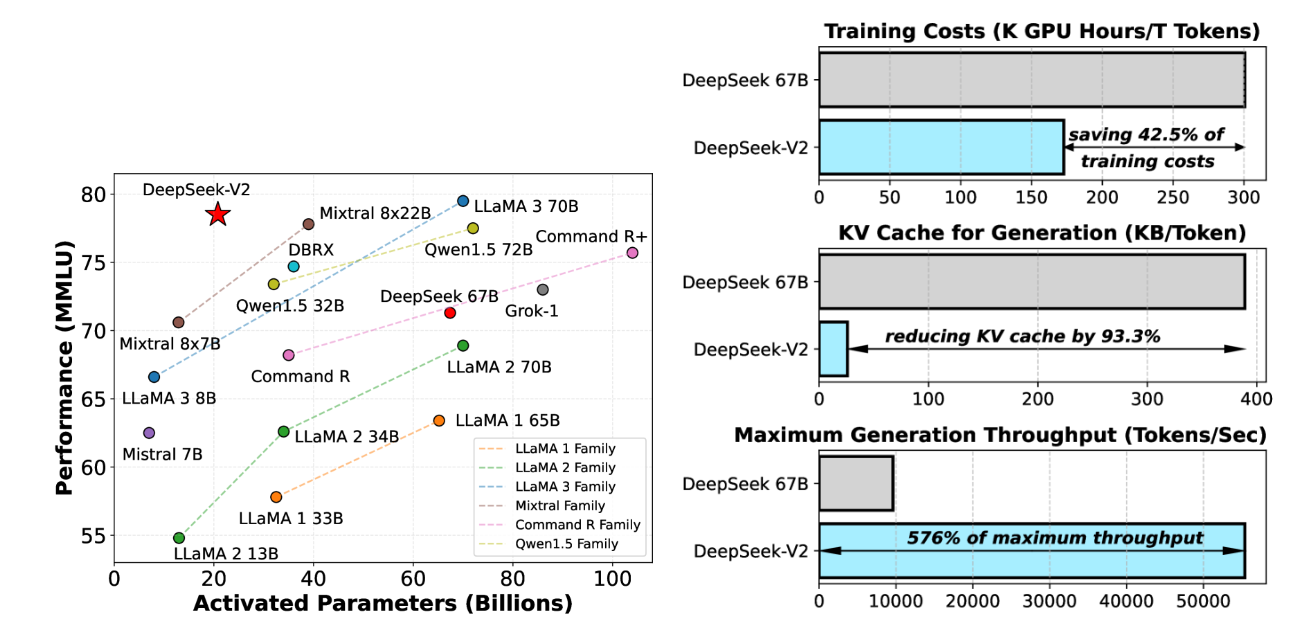 80
75
70
65
60
55
Performance (MMLU)
DeepSeek-V2
Mixtral 8x22B
LLaMA 3 70B
DBRX
Qwen1.5 72B
Command R+
Qwen1.5 32B
DeepSeek 67B
Grok-1
Mixtral 8x7B
Command R
LLaMA 2 70B
LLaMA 3 8B
LLaMA 1 65B
LLaMA 2 34B
Mistral 7B
LLaMA 1 33B
LLaMA 2 13B
LLaMA 1 Family
LLaMA 2 Family
LLaMA 3 Family
Mixtral Family
Command R Family
Qwen1.5 Family
0 20 40 60 80 100
Activated Parameters (Billions)
Training Costs (K GPU Hours/T Tokens)
DeepSeek 67B
DeepSeek-V2
saving 42.5% of
training costs
0 50 100 150 200 250 300
KV Cache for Generation (KB/Token)
DeepSeek 67B
DeepSeek-V2
reducing KV cache by 93.3%
0 100 200 300 400
Maximum Generation Throughput (Tokens/Sec)
DeepSeek 67B
DeepSeek-V2
576% of maximum throughput
0 10000 20000 30000 40000 50000